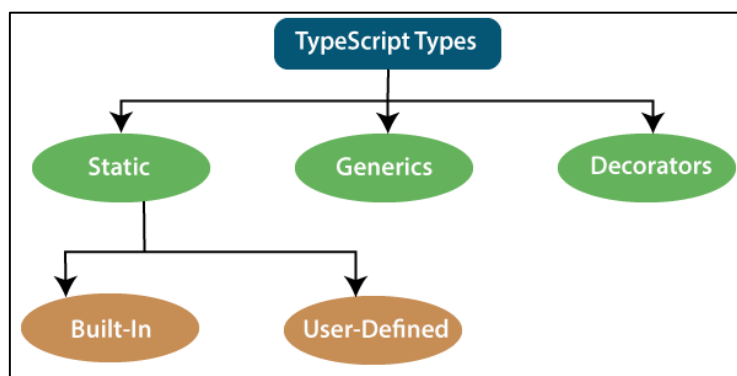 TypeScript Types
Static
Generics
Decorators
Built-In
User-Defined